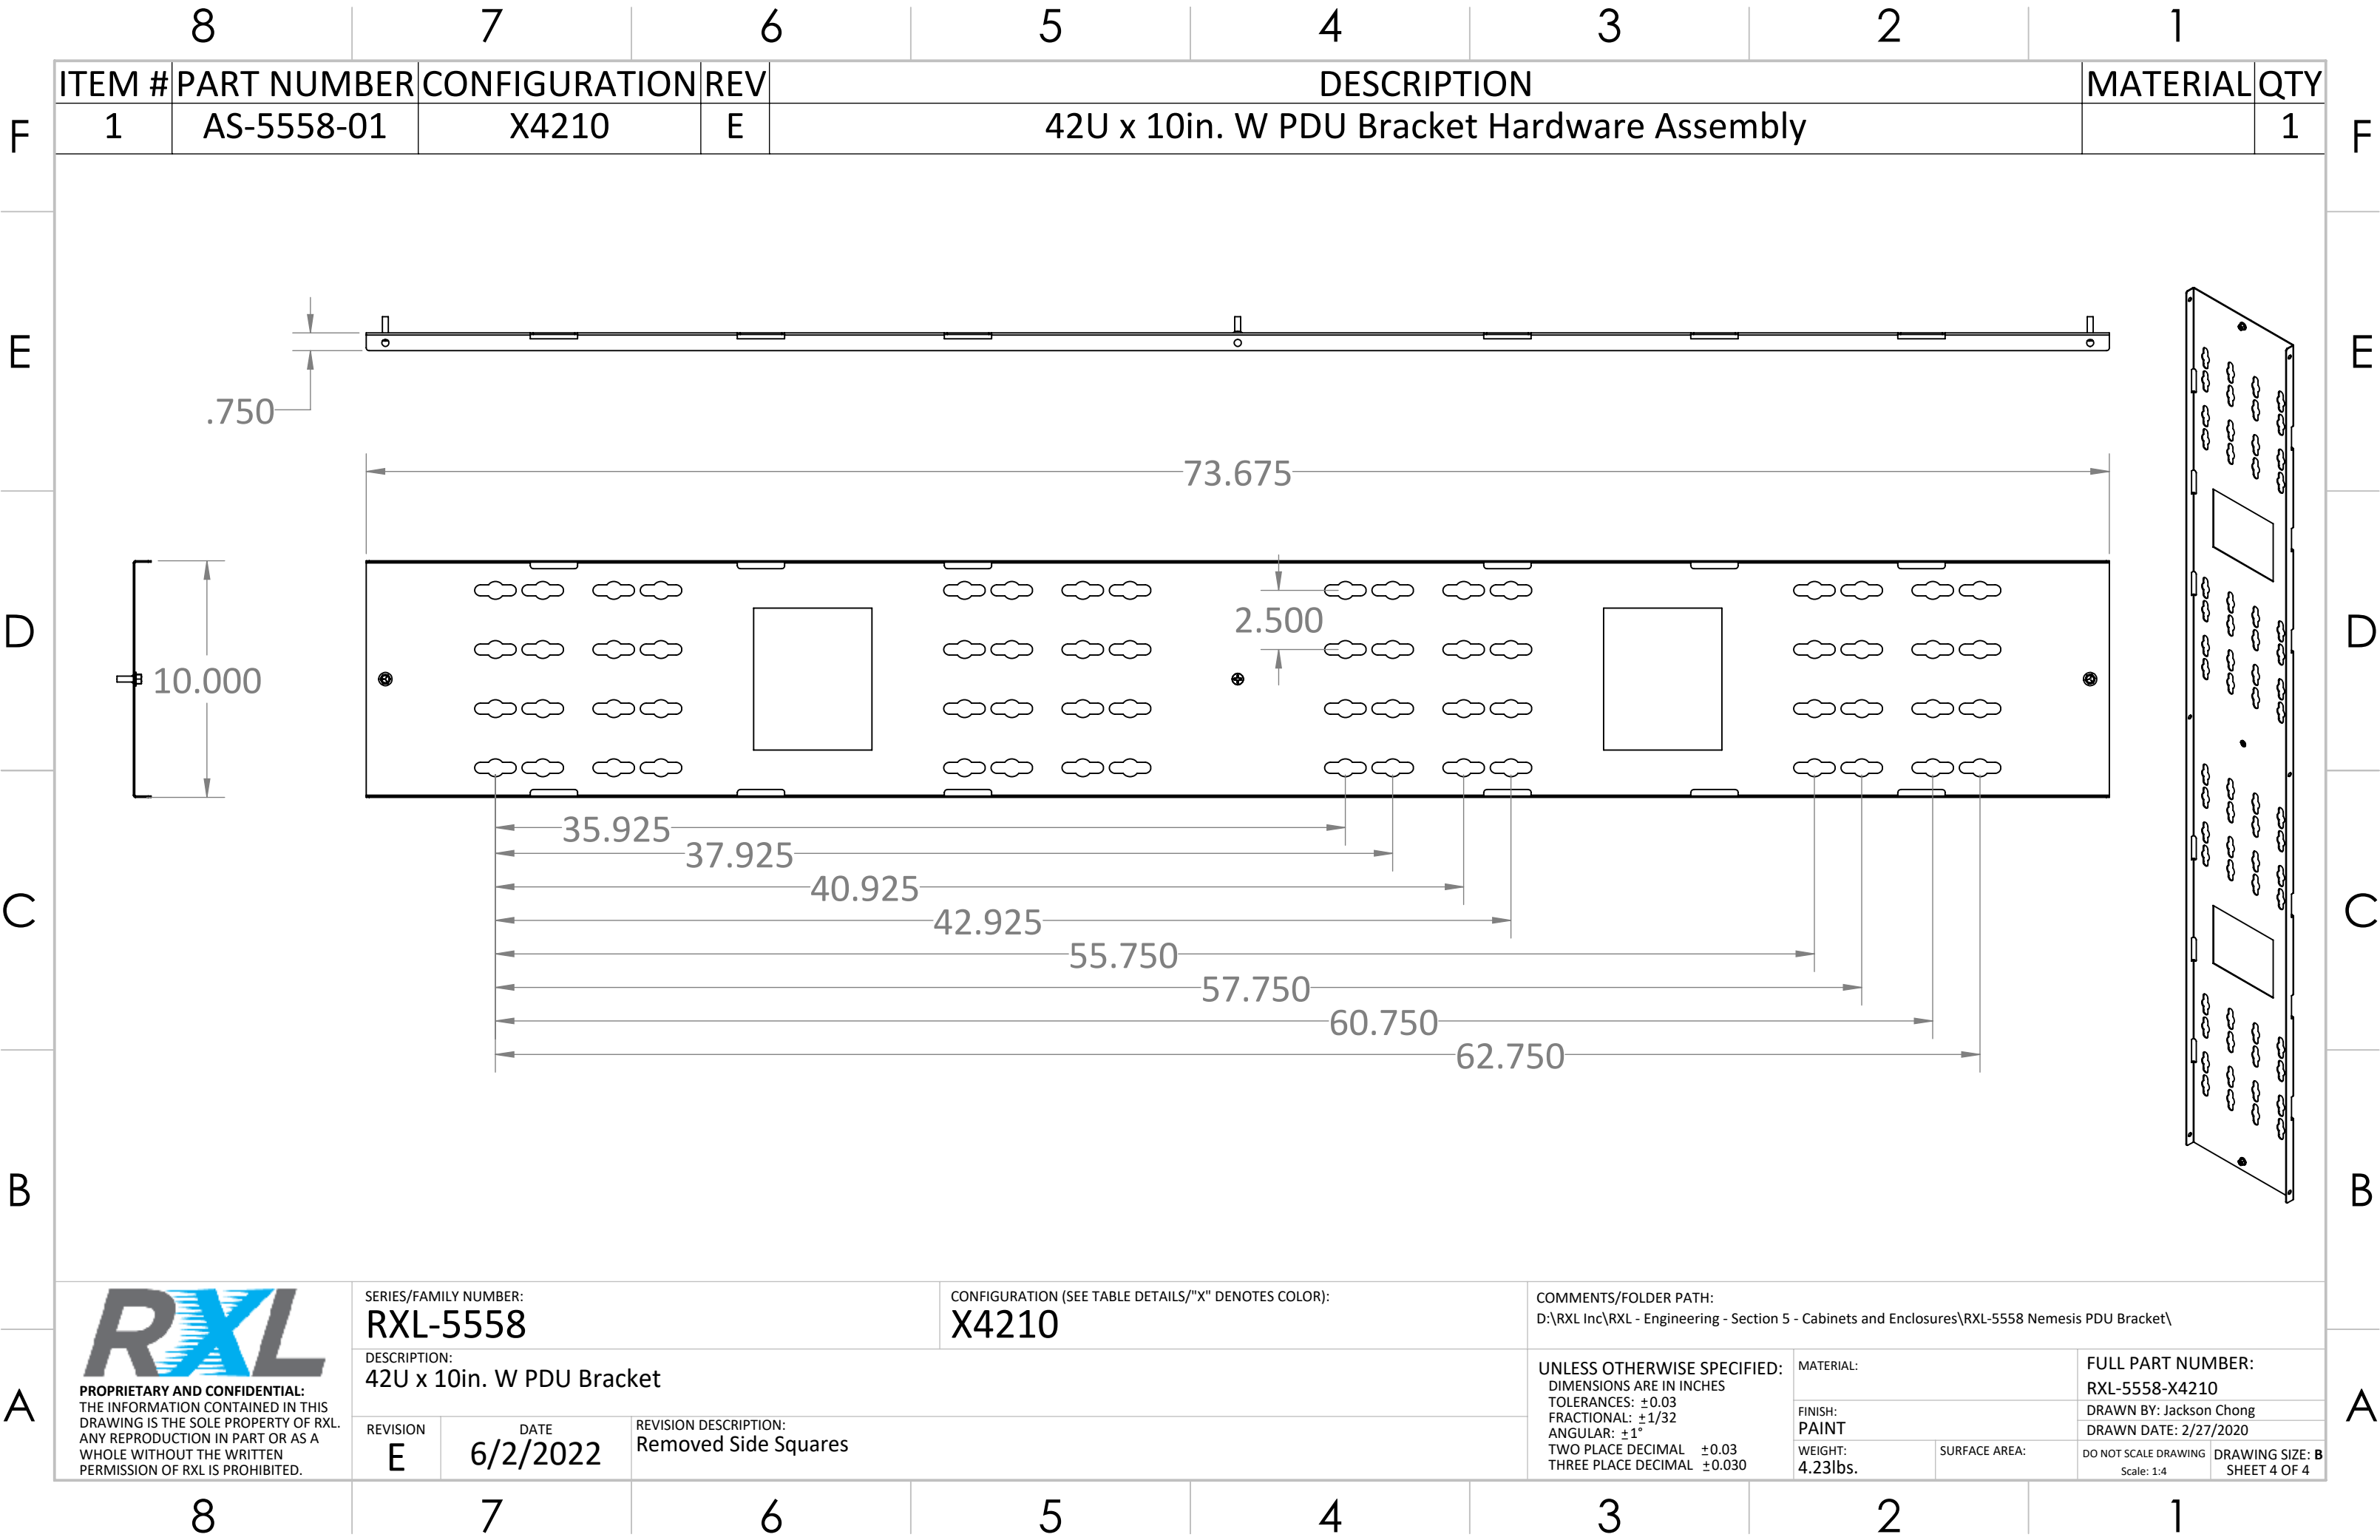 8 7 6 5 4 3 2 1
ITEM # PART NUMBER CONFIGURATION REV DESCRIPTION MATERIAL QTY
1 AS-5558-01 X4210 E 42U x 10in. W PDU Bracket Hardware Assembly 1
F F
E E
.750
73.675
D D
2.500
10.000
35.925
37.925
40.925
C C
42.925
55.750
57.750
60.750
62.750
B B
RXL
PROPRIETARY AND CONFIDENTIAL:
THE INFORMATION CONTAINED IN THIS
DRAWING IS THE SOLE PROPERTY OF RXL.
ANY REPRODUCTION IN PART OR AS A
WHOLE WITHOUT THE WRITTEN
PERMISSION OF RXL IS PROHIBITED.
SERIES/FAMILY NUMBER:
RXL-5558
CONFIGURATION (SEE TABLE DETAILS/"X" DENOTES COLOR):
X4210
COMMENTS/FOLDER PATH:
D:\RXL Inc\RXL - Engineering - Section 5 - Cabinets and Enclosures\RXL-5558 Nemesis PDU Bracket\
DESCRIPTION:
42U x 10in. W PDU Bracket
REVISION
E
DATE
6/2/2022
REVISION DESCRIPTION:
Removed Side Squares
UNLESS OTHERWISE SPECIFIED:
DIMENSIONS ARE IN INCHES
TOLERANCES: ±0.03
FRACTIONAL: ±1/32
ANGULAR: ±1°
TWO PLACE DECIMAL ±0.03
THREE PLACE DECIMAL ±0.030
MATERIAL:
FINISH:
PAINT
WEIGHT:
4.23lbs.
SURFACE AREA:
FULL PART NUMBER:
RXL-5558-X4210
DRAWN BY: Jackson Chong
DRAWN DATE: 2/27/2020
DO NOT SCALE DRAWING
Scale: 1:4
DRAWING SIZE: B
SHEET 4 OF 4
A A
8 7 6 5 4 3 2 1